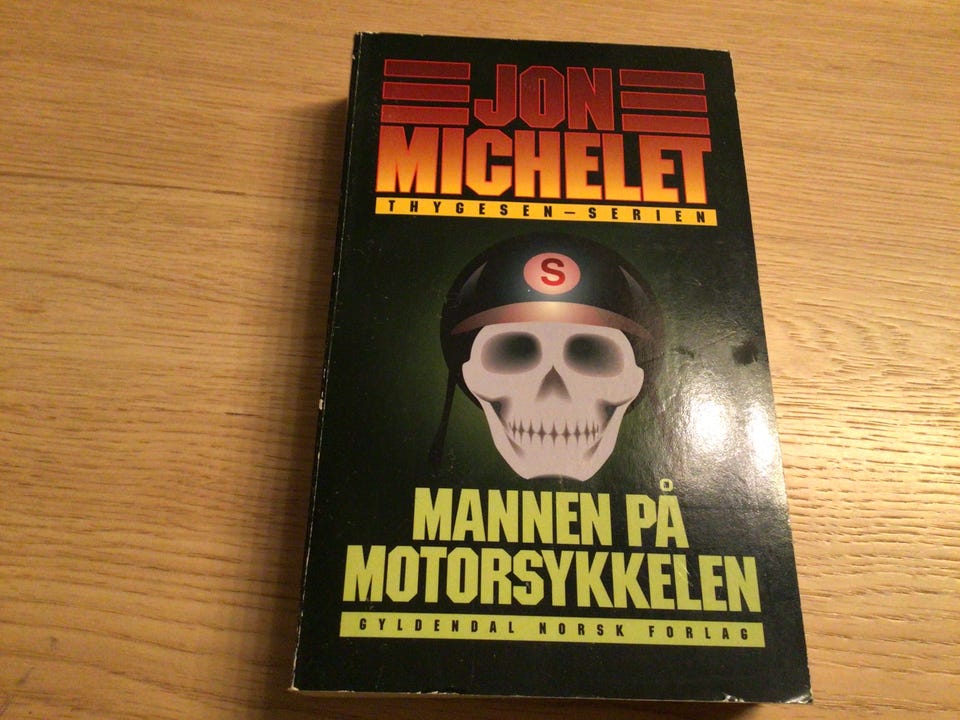 JON
MICHELET
THYGESEN–SERIEN
S
MANNEN PÅ
MOTORSYKKELEN
GYLDENDAL NORSK FORLAG